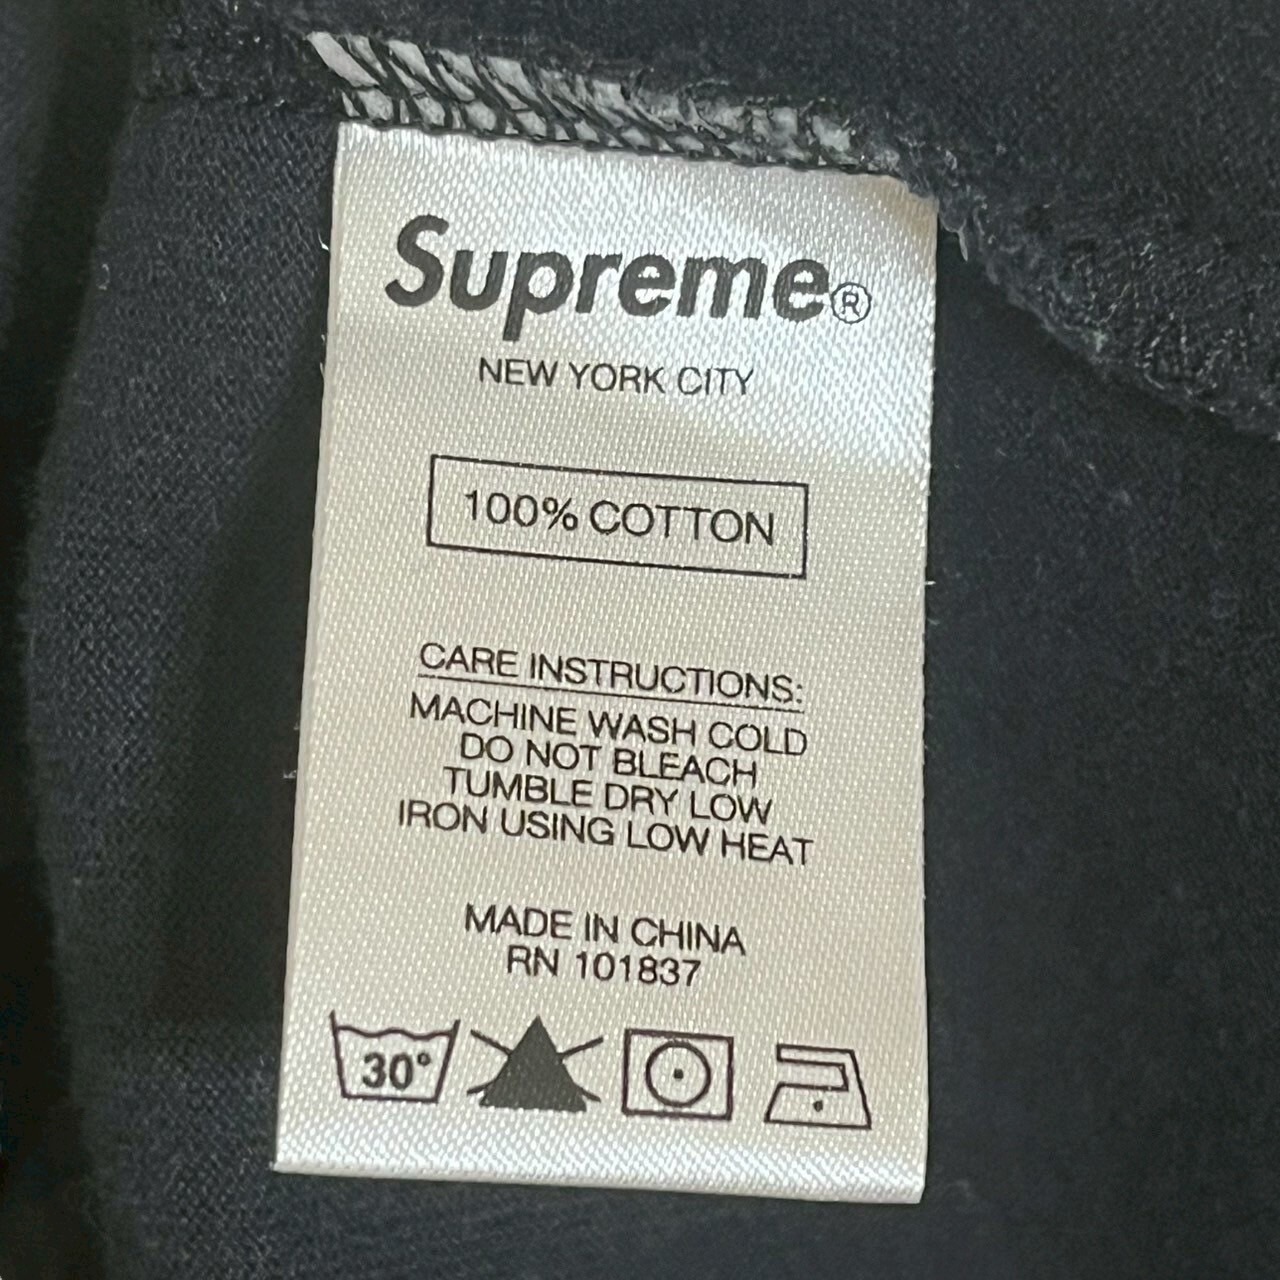 Supreme®
NEW YORK CITY
100% COTTON
CARE INSTRUCTIONS:
MACHINE WASH COLD
DO NOT BLEACH
TUMBLE DRY LOW
IRON USING LOW HEAT
MADE IN CHINA
RN 101837
30°